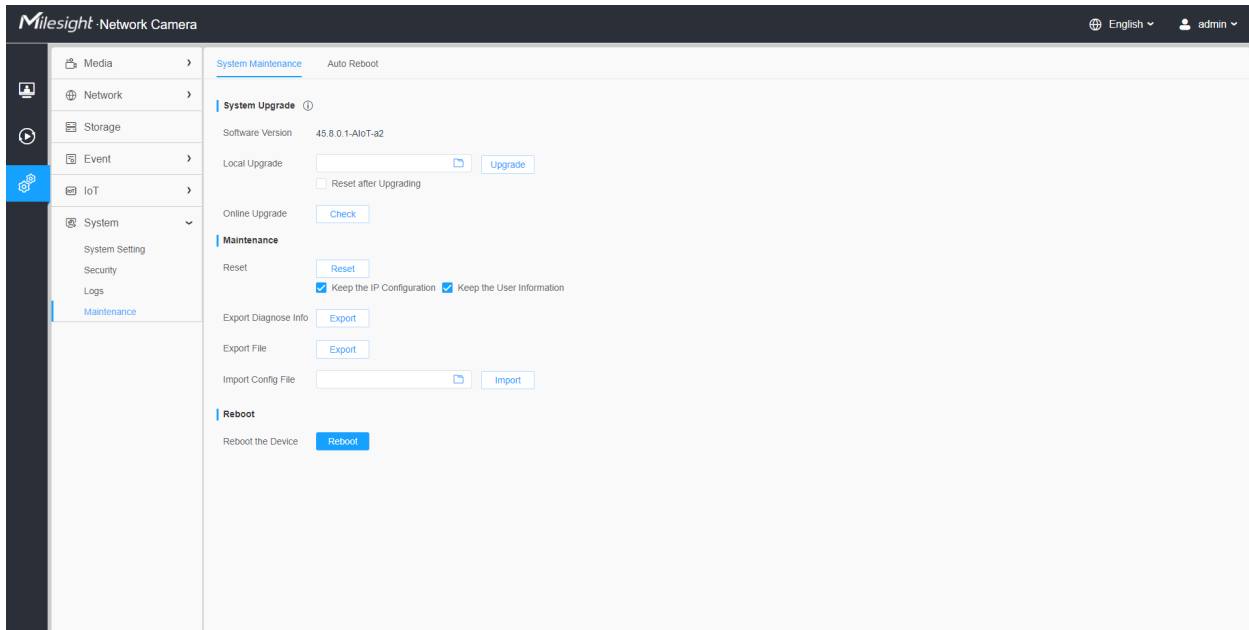 Milesight ·Network Camera
English
admin
Media
Network
Storage
Event
IoT
System
System Setting
Security
Logs
Maintenance
System Maintenance
Auto Reboot
System Upgrade
Software Version 45.8.0.1-AIoT-a2
Local Upgrade Upgrade
Reset after Upgrading
Online Upgrade Check
Maintenance
Reset Reset
Keep the IP Configuration Keep the User Information
Export Diagnose Info Export
Export File Export
Import Config File Import
Reboot
Reboot the Device Reboot